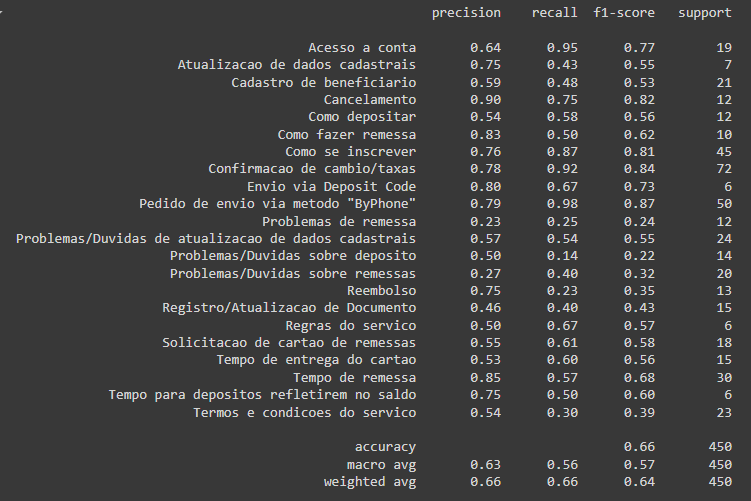 precision recall f1-score support
Acesso a conta 0.64 0.95 0.77 19
Atualizacao de dados cadastrais 0.75 0.43 0.55 7
Cadastro de beneficiario 0.59 0.48 0.53 21
Cancelamento 0.90 0.75 0.82 12
Como depositar 0.54 0.58 0.56 12
Como fazer remessa 0.83 0.50 0.62 10
Como se inscrever 0.76 0.87 0.81 45
Confirmacao de cambio/taxas 0.78 0.92 0.84 72
Envio via Deposit Code 0.80 0.67 0.73 6
Pedido de envio via metodo "ByPhone" 0.79 0.98 0.87 50
Problemas de remessa 0.23 0.25 0.24 12
Problemas/Duvidas de atualizacao de dados cadastrais 0.57 0.54 0.55 24
Problemas/Duvidas sobre deposito 0.50 0.14 0.22 14
Problemas/Duvidas sobre remessas 0.27 0.40 0.32 20
Reembolso 0.75 0.23 0.35 13
Registro/Atualizacao de Documento 0.46 0.40 0.43 15
Regras do servico 0.50 0.67 0.57 6
Solicitacao de cartao de remessas 0.55 0.61 0.58 18
Tempo de entrega do cartao 0.53 0.60 0.56 15
Tempo de remessa 0.85 0.57 0.68 30
Tempo para depositos refletirem no saldo 0.75 0.50 0.60 6
Termos e condicoes do servico 0.54 0.30 0.39 23
accuracy 0.66 450
macro avg 0.63 0.56 0.57 450
weighted avg 0.66 0.66 0.64 450